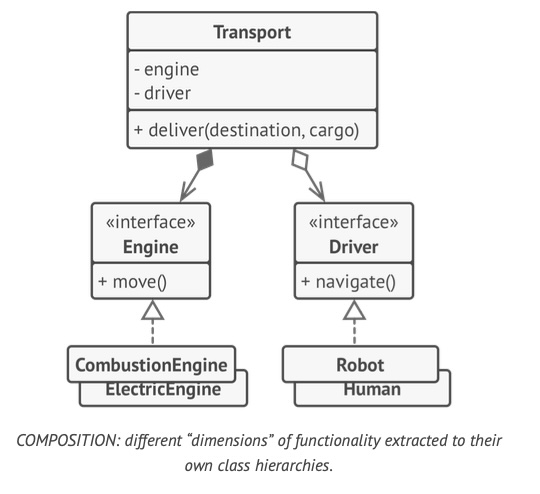 Transport
- engine
- driver
+ deliver(destination, cargo)
«interface»
Engine
+ move()
«interface»
Driver
+ navigate()
CombustionEngine
ElectricEngine
Robot
Human
COMPOSITION: different “dimensions” of functionality extracted to their
own class hierarchies.